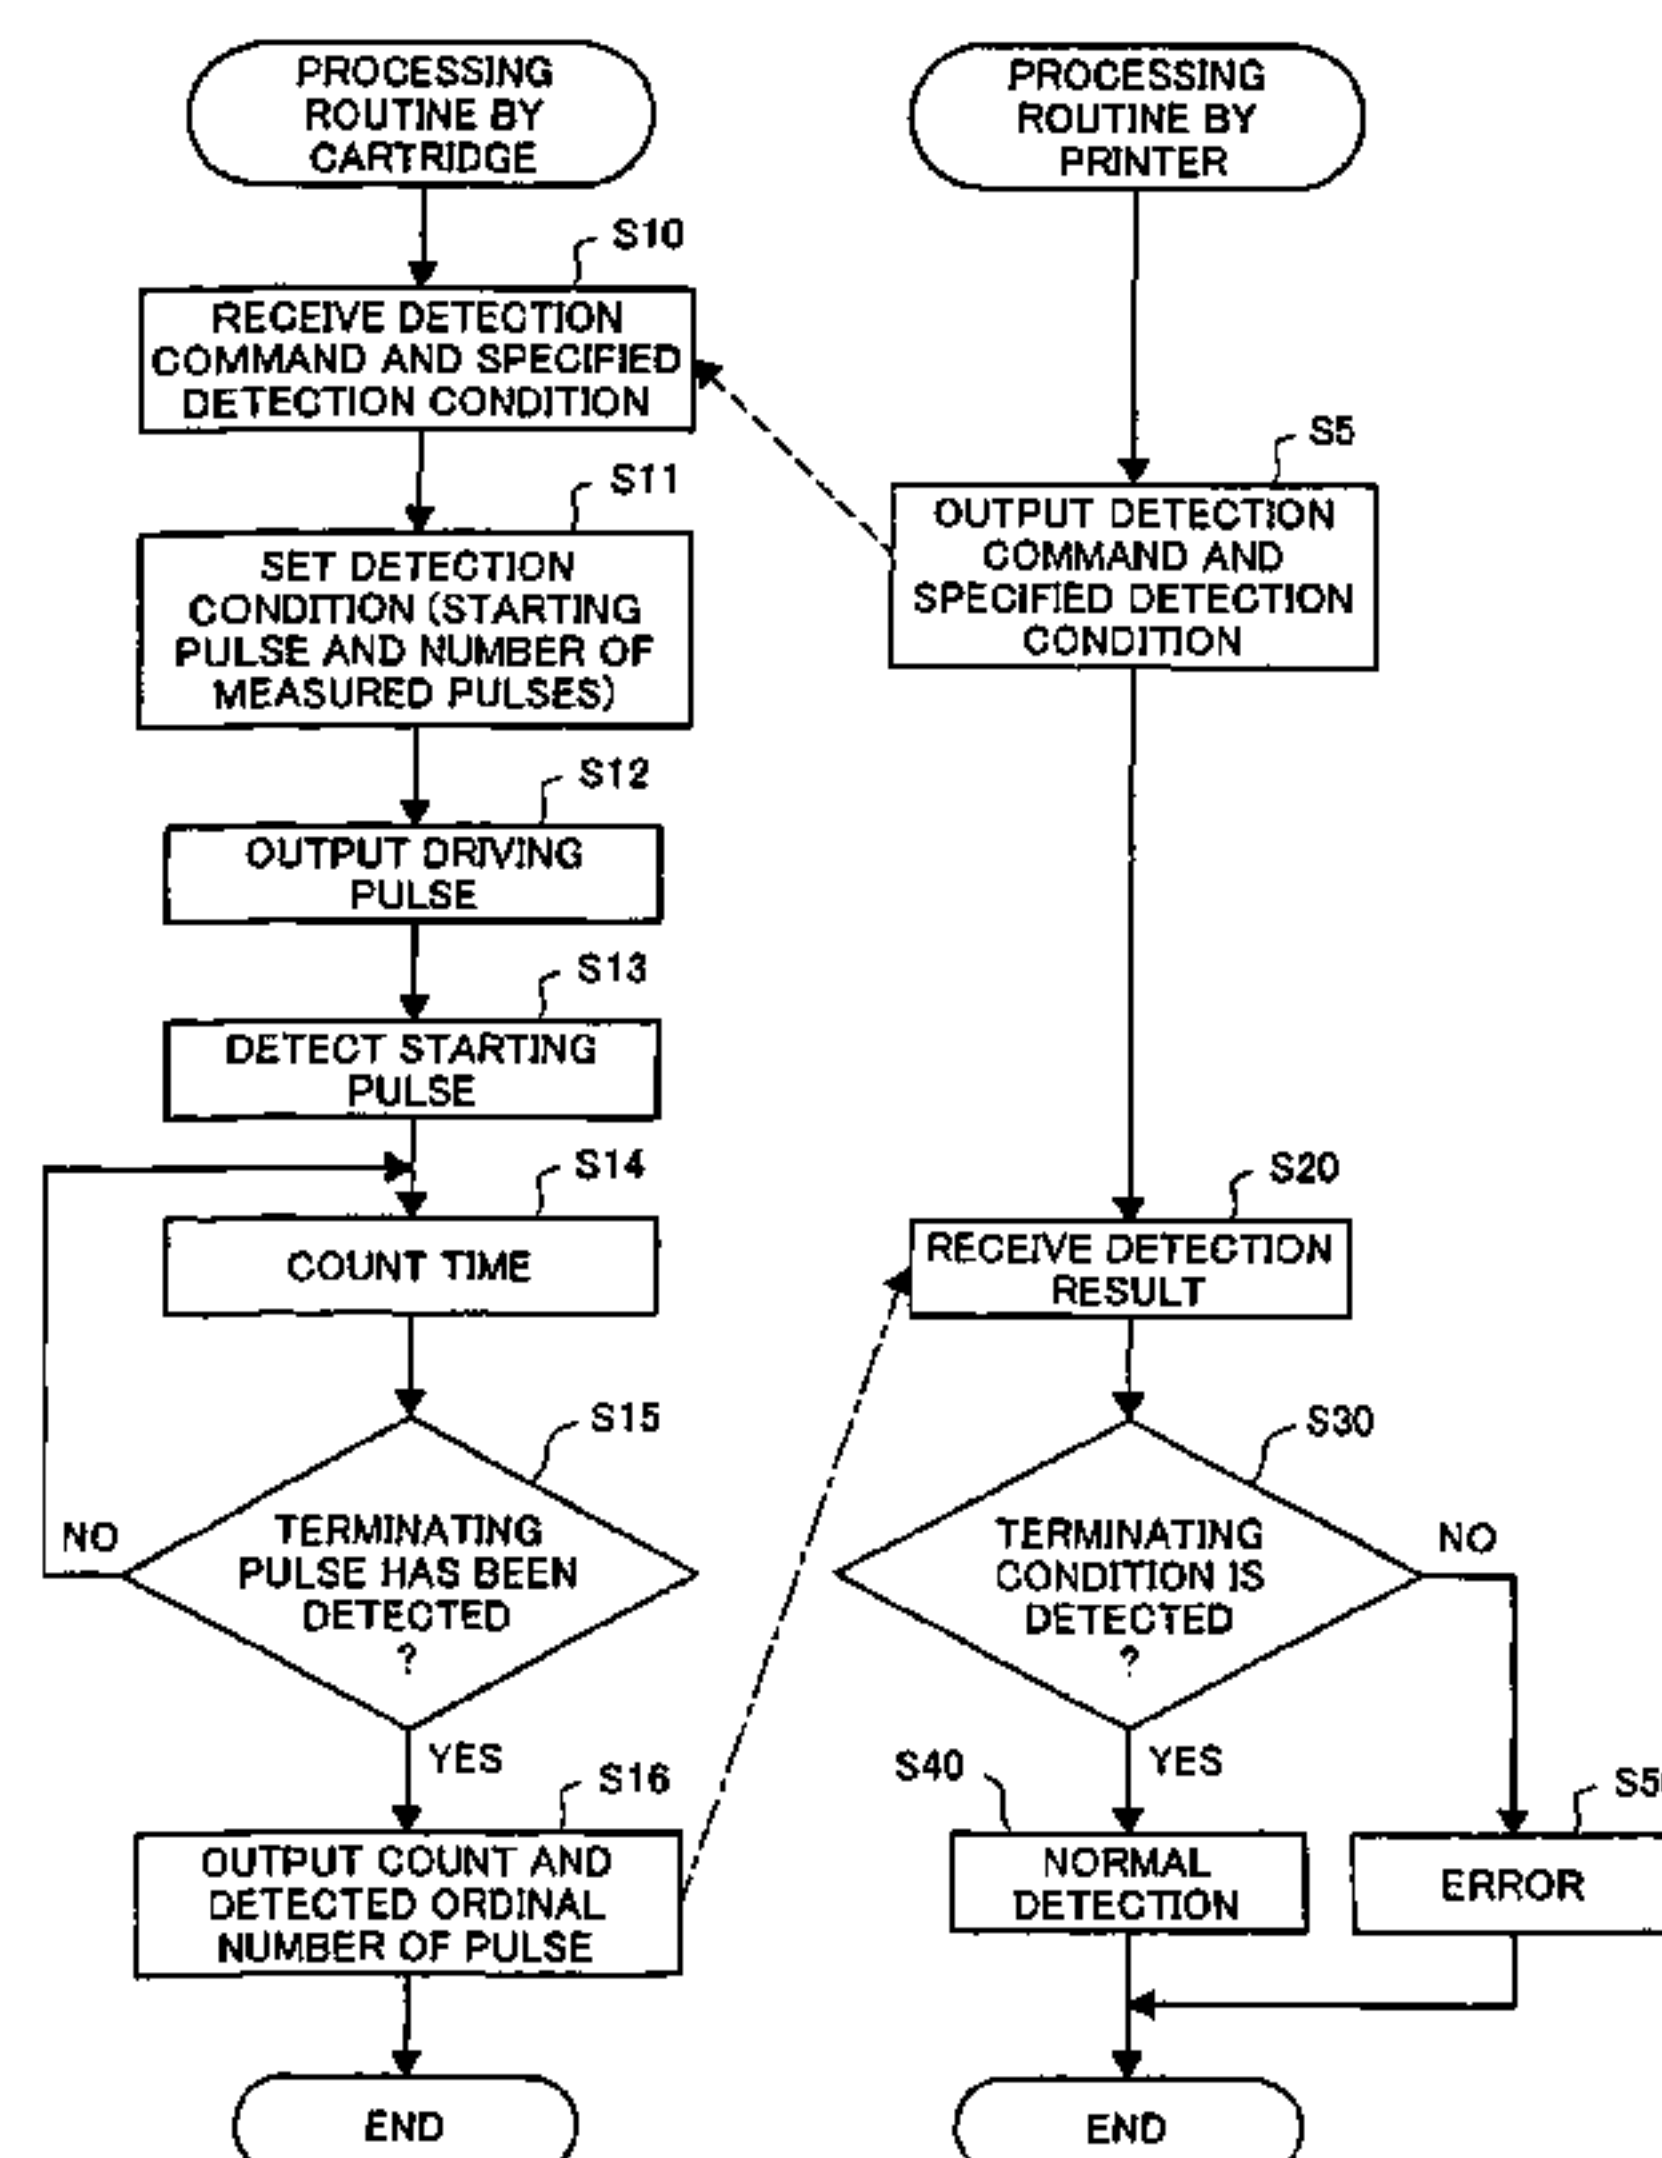 PROCESSING
ROUTINE BY
CARTRIDGE
S10
RECEIVE DETECTION
COMMAND AND SPECIFIED
DETECTION CONDITION
S11
SET DETECTION
CONDITION (STARTING
PULSE AND NUMBER OF
MEASURED PULSES)
S12
OUTPUT DRIVING
PULSE
S13
DETECT STARTING
PULSE
S14
COUNT TIME
S15
TERMINATING
PULSE HAS BEEN
DETECTED
?
NO
YES
S16
OUTPUT COUNT AND
DETECTED ORDINAL
NUMBER OF PULSE
END
PROCESSING
ROUTINE BY
PRINTER
S5
OUTPUT DETECTION
COMMAND AND
SPECIFIED DETECTION
CONDITION
S20
RECEIVE DETECTION
RESULT
S30
TERMINATING
CONDITION IS
DETECTED
?
NO
YES
S40
NORMAL
DETECTION
ERROR
END